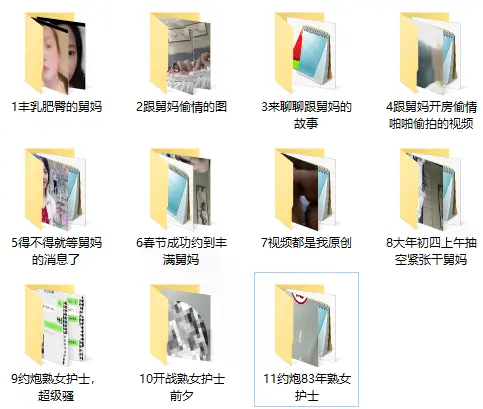 1丰乳肥臀的舅妈
2跟舅妈偷情的图
3来聊聊跟舅妈的
故事
4跟舅妈开房偷情
啪啪偷拍的视频
5得不得就等舅妈
的消息了
6春节成功约到丰
满舅妈
7视频都是我原创
8大年初四上午抽
空紧张干舅妈
9约炮熟女护士，
超级骚
10开战熟女护士
前夕
11约炮83年熟女
护士